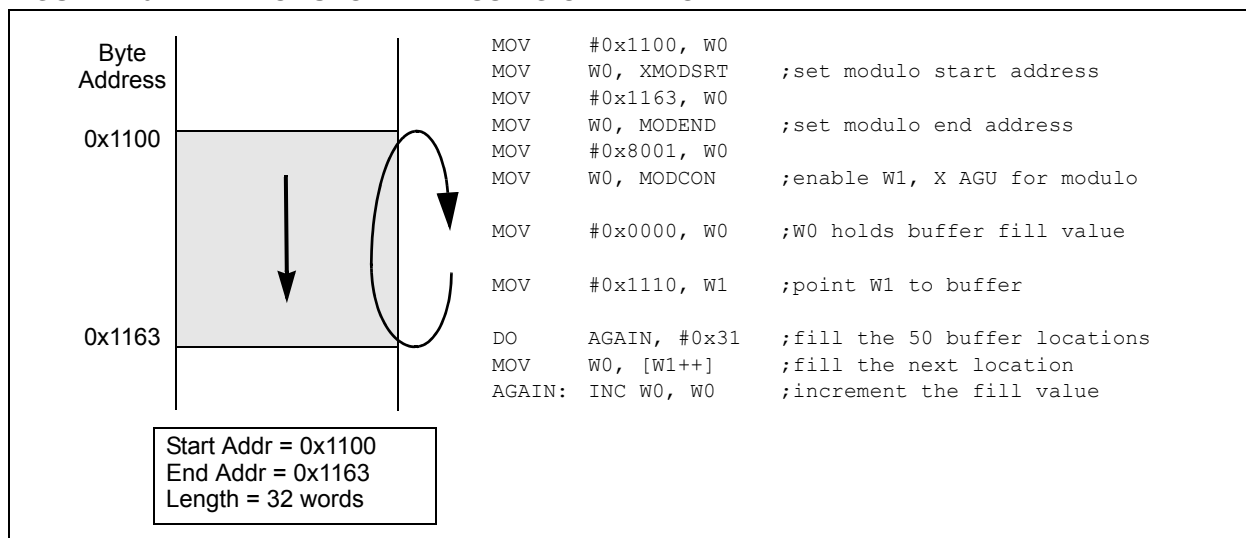 Byte
Address
0x1100
0x1163
Start Addr = 0x1100
End Addr = 0x1163
Length = 32 words
MOV #0x1100, W0
MOV W0, XMODSRT ;set modulo start address
MOV #0x1163, W0
MOV W0, MODEND ;set modulo end address
MOV #0x8001, W0
MOV W0, MODCON ;enable W1, X AGU for modulo
MOV #0x0000, W0 ;W0 holds buffer fill value
MOV #0x1110, W1 ;point W1 to buffer
DO AGAIN, #0x31 ;fill the 50 buffer locations
MOV W0, [W1++] ;fill the next location
AGAIN: INC W0, W0 ;increment the fill value